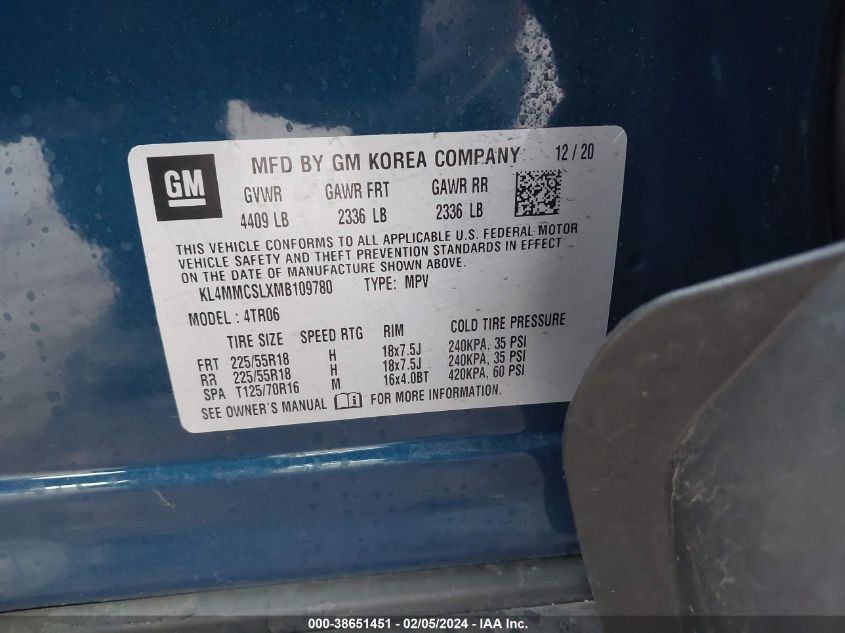 GM
MFD BY GM KOREA COMPANY 12/20
GVWR GAWR FRT GAWR RR
4409 LB 2336 LB 2336 LB
THIS VEHICLE CONFORMS TO ALL APPLICABLE U.S. FEDERAL MOTOR
VEHICLE SAFETY AND THEFT PREVENTION STANDARDS IN EFFECT
ON THE DATE OF MANUFACTURE SHOWN ABOVE.
KL4MMCSLXMB109780 TYPE: MPV
MODEL: 4TR06
TIRE SIZE SPEED RTG RIM COLD TIRE PRESSURE
FRT 225/55R18 H 18x7.5J 240KPA, 35 PSI
RR 225/55R18 H 18x7.5J 240KPA, 35 PSI
SPA T125/70R16 M 16x4.0BT 420KPA, 60 PSI
SEE OWNER'S MANUAL FOR MORE INFORMATION.
000-38651451 - 02/05/2024 - IAA Inc.